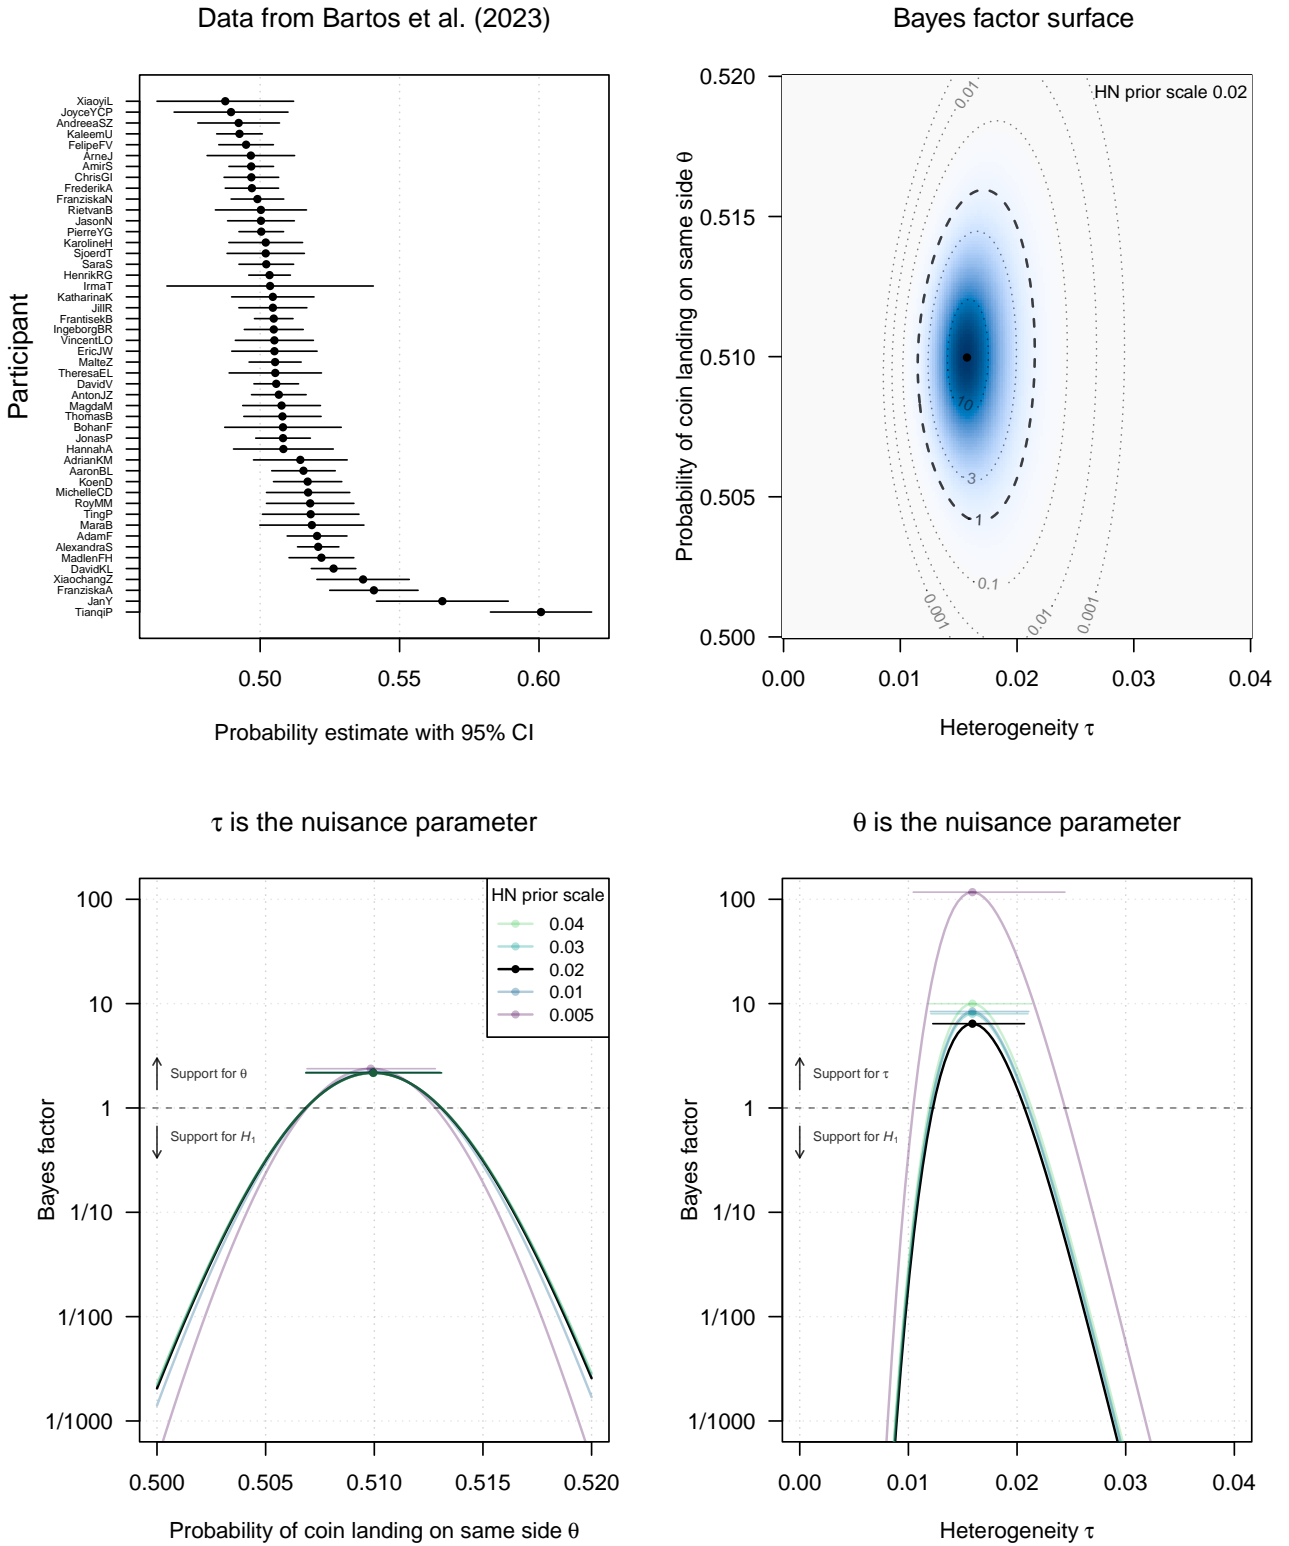 Data from Bartos et al. (2023)
Participant
XiaoyiL
JoyceYCP
AndreeaSZ
KaleemU
FelipeFV
ArneJ
AmirS
ChrisGI
FrederikA
FranziskaN
RietvanB
JasonN
PierreYG
KarolineH
SjoerdT
SaraS
HenrikRG
IrmaT
KatharinaK
JillR
FrantisekB
IngeborgBR
VincentLO
EricJW
MalteZ
TheresaEL
DavidV
AntonJZ
MagdaM
ThomasB
BohanF
JonasP
HannahA
AdrianKM
AaronBL
KoenD
MichelleCD
RoyMM
TingP
MaraB
AdamF
AlexandraS
MadlenFH
DavidKL
XiaochangZ
FranziskaA
JanY
TianqiP
0.50 0.55 0.60
Probability estimate with 95% CI
Bayes factor surface
HN prior scale 0.02
Probability of coin landing on same side θ
0.520
0.515
0.510
0.505
0.500
0.01
10
3
1
0.1
0.001
0.01
0.001
0.00 0.01 0.02 0.03 0.04
Heterogeneity τ
τ is the nuisance parameter
HN prior scale
0.04
0.03
0.02
0.01
0.005
Bayes factor
100
10
1
1/10
1/100
1/1000
Support for θ
Support for H₁
0.500 0.505 0.510 0.515 0.520
Probability of coin landing on same side θ
θ is the nuisance parameter
Bayes factor
100
10
1
1/10
1/100
1/1000
Support for τ
Support for H₁
0.00 0.01 0.02 0.03 0.04
Heterogeneity τ